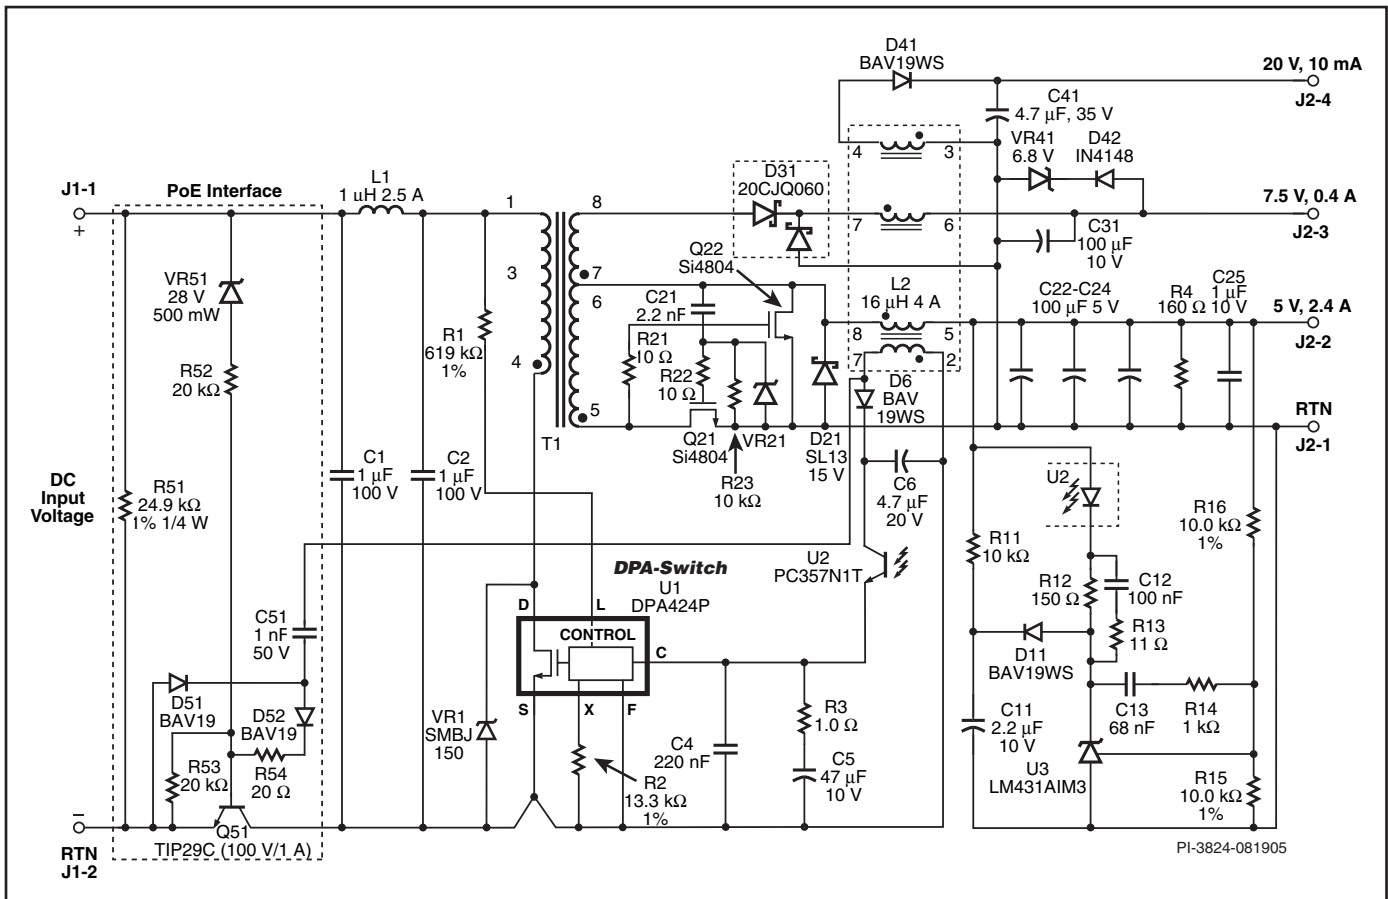 D41
BAV19WS
20 V, 10 mA
J2-4
C41
4.7 µF, 35 V
4
3
VR41
6.8 V
D42
IN4148
D31
20CJQ060
J1-1
+
PoE Interface
L1
1 µH 2.5 A
1
8
7
6
7.5 V, 0.4 A
J2-3
C31
100 µF
10 V
Q22
Si4804
VR51
28 V
500 mW
3
7
6
C21
2.2 nF
L2
16 µH 4 A
C22-C24
100 µF 5 V
R4
160 Ω
C25
1 µF
10 V
5 V, 2.4 A
J2-2
8
5
7
2
R1
619 kΩ
1%
R21
10 Ω
R22
10 Ω
4
R52
20 kΩ
D6
BAV
19WS
5
T1
Q21
Si4804
VR21
R23
10 kΩ
D21
SL13
15 V
RTN
J2-1
C6
4.7 µF
20 V
DC
Input
Voltage
R51
24.9 kΩ
1% 1/4 W
C1
1 µF
100 V
C2
1 µF
100 V
U2
R16
10.0 kΩ
1%
R11
10 kΩ
U2
PC357N1T
DPA-Switch
U1
DPA424P
R12
150 Ω
C12
100 nF
R13
11 Ω
D
L
CONTROL
C
S
X
F
C51
1 nF
50 V
D11
BAV19WS
D51
BAV19
D52
BAV19
VR1
SMBJ
150
R3
1.0 Ω
C11
2.2 µF
10 V
C13
68 nF
R14
1 kΩ
R53
20 kΩ
R54
20 Ω
R2
13.3 kΩ
1%
C4
220 nF
C5
47 µF
10 V
U3
LM431AIM3
R15
10.0 kΩ
1%
–
RTN
J1-2
Q51
TIP29C (100 V/1 A)
PI-3824-081905